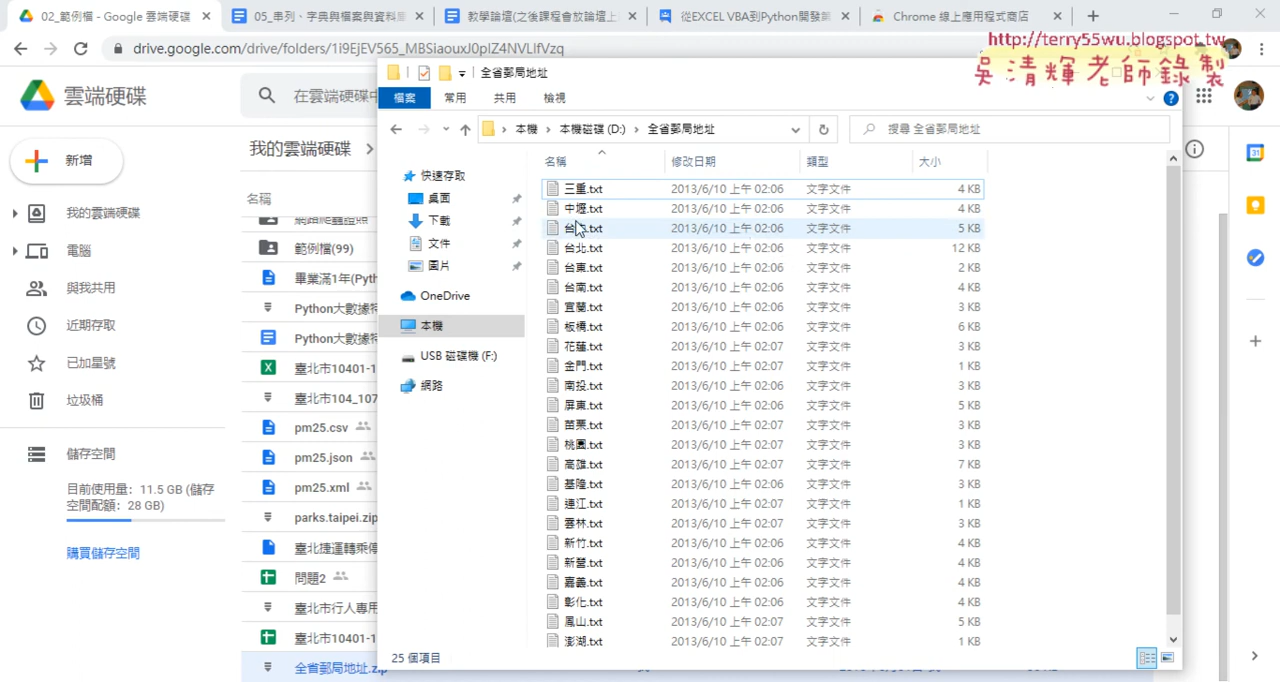 02_範例檔 - Google 雲端硬碟
05_串列、字典與檔案與資料
教學論壇(之後課程會放論壇上
從EXCEL VBA到Python開發
Chrome 線上應用程式商店
drive.google.com/drive/folders/1i9EjEV565_MBSiaouxJ0pIZ4NVLlfVzq
http://terry55wu.blogspot.tw
吳清輝老師錄製
雲端硬碟
在雲端硬碟中
新增
我的雲端硬碟
電腦
與我共用
近期存取
已加星號
垃圾桶
儲存空間
目前使用量：11.5 GB (儲存
空間配額：28 GB)
購買儲存空間
我的雲端硬碟
名稱
範例檔(99)
畢業滿1年(Pyth
Python大數據
Python大數據
臺北市10401-1
臺北市104_107
pm25.csv
pm25.json
pm25.xml
parks.taipei.zip
臺北捷運轉乘停
問題2
臺北市行人專用
臺北市10401-1
全省郵局地址.zip
全省郵局地址
檔案 常用 共用 檢視
本機 本機磁碟 (D:) 全省郵局地址
搜尋 全省郵局地址
快速存取
桌面
下載
文件
圖片
OneDrive
本機
USB 磁碟機 (F:)
網路
名稱 修改日期 類型 大小
三重.txt 2013/6/10 上午 02:06 文字文件 4 KB
中壢.txt 2013/6/10 上午 02:06 文字文件 4 KB
台.txt 2013/6/10 上午 02:06 文字文件 5 KB
台北.txt 2013/6/10 上午 02:06 文字文件 12 KB
台東.txt 2013/6/10 上午 02:06 文字文件 2 KB
台南.txt 2013/6/10 上午 02:06 文字文件 4 KB
宜蘭.txt 2013/6/10 上午 02:06 文字文件 3 KB
板橋.txt 2013/6/10 上午 02:06 文字文件 6 KB
花蓮.txt 2013/6/10 上午 02:07 文字文件 3 KB
金門.txt 2013/6/10 上午 02:07 文字文件 1 KB
南投.txt 2013/6/10 上午 02:06 文字文件 3 KB
屏東.txt 2013/6/10 上午 02:06 文字文件 5 KB
苗栗.txt 2013/6/10 上午 02:07 文字文件 3 KB
桃園.txt 2013/6/10 上午 02:07 文字文件 3 KB
高雄.txt 2013/6/10 上午 02:07 文字文件 7 KB
基隆.txt 2013/6/10 上午 02:06 文字文件 3 KB
連江.txt 2013/6/10 上午 02:07 文字文件 1 KB
雲林.txt 2013/6/10 上午 02:07 文字文件 3 KB
新竹.txt 2013/6/10 上午 02:06 文字文件 4 KB
新營.txt 2013/6/10 上午 02:06 文字文件 4 KB
嘉義.txt 2013/6/10 上午 02:06 文字文件 4 KB
彰化.txt 2013/6/10 上午 02:06 文字文件 4 KB
鳳山.txt 2013/6/10 上午 02:07 文字文件 5 KB
澎湖.txt 2013/6/10 上午 02:07 文字文件 1 KB
25 個項目